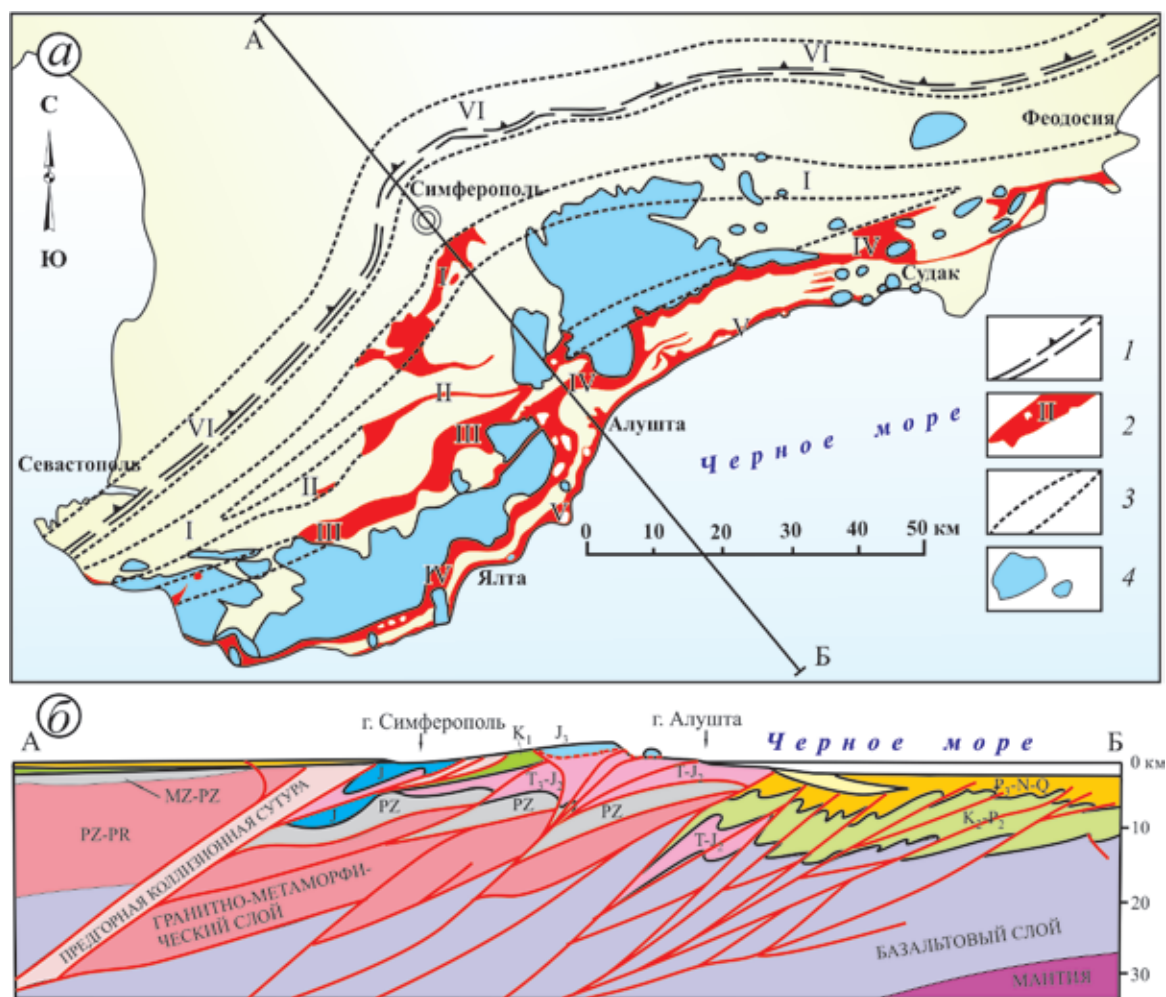 а
А
С
Ю
VI
VI
VI
Феодосия
Симферополь
I
I
IV
Судак
V
II
IV
III
Алушта
Черное море
VI
Севастополь
II
V
I
III
0 10 20 30 40 50 км
IV
Ялта
Б
1
II
2
3
4
б
А
г. Симферополь
K₁
J₃
г. Алушта
Черное море
Б
0 км
MZ-PZ
J
T₃-J₂
T-J₂
P₃-N-Q
PZ
PZ
PZ
J
K₂-P₂
PZ-PR
T-J₂
10
ПРЕДГОРНАЯ КОЛЛИЗИОННАЯ СУТУРА
ГРАНИТНО-МЕТАМОРФИ-
ЧЕСКИЙ СЛОЙ
20
БАЗАЛЬТОВЫЙ СЛОЙ
МАНТИЯ
30